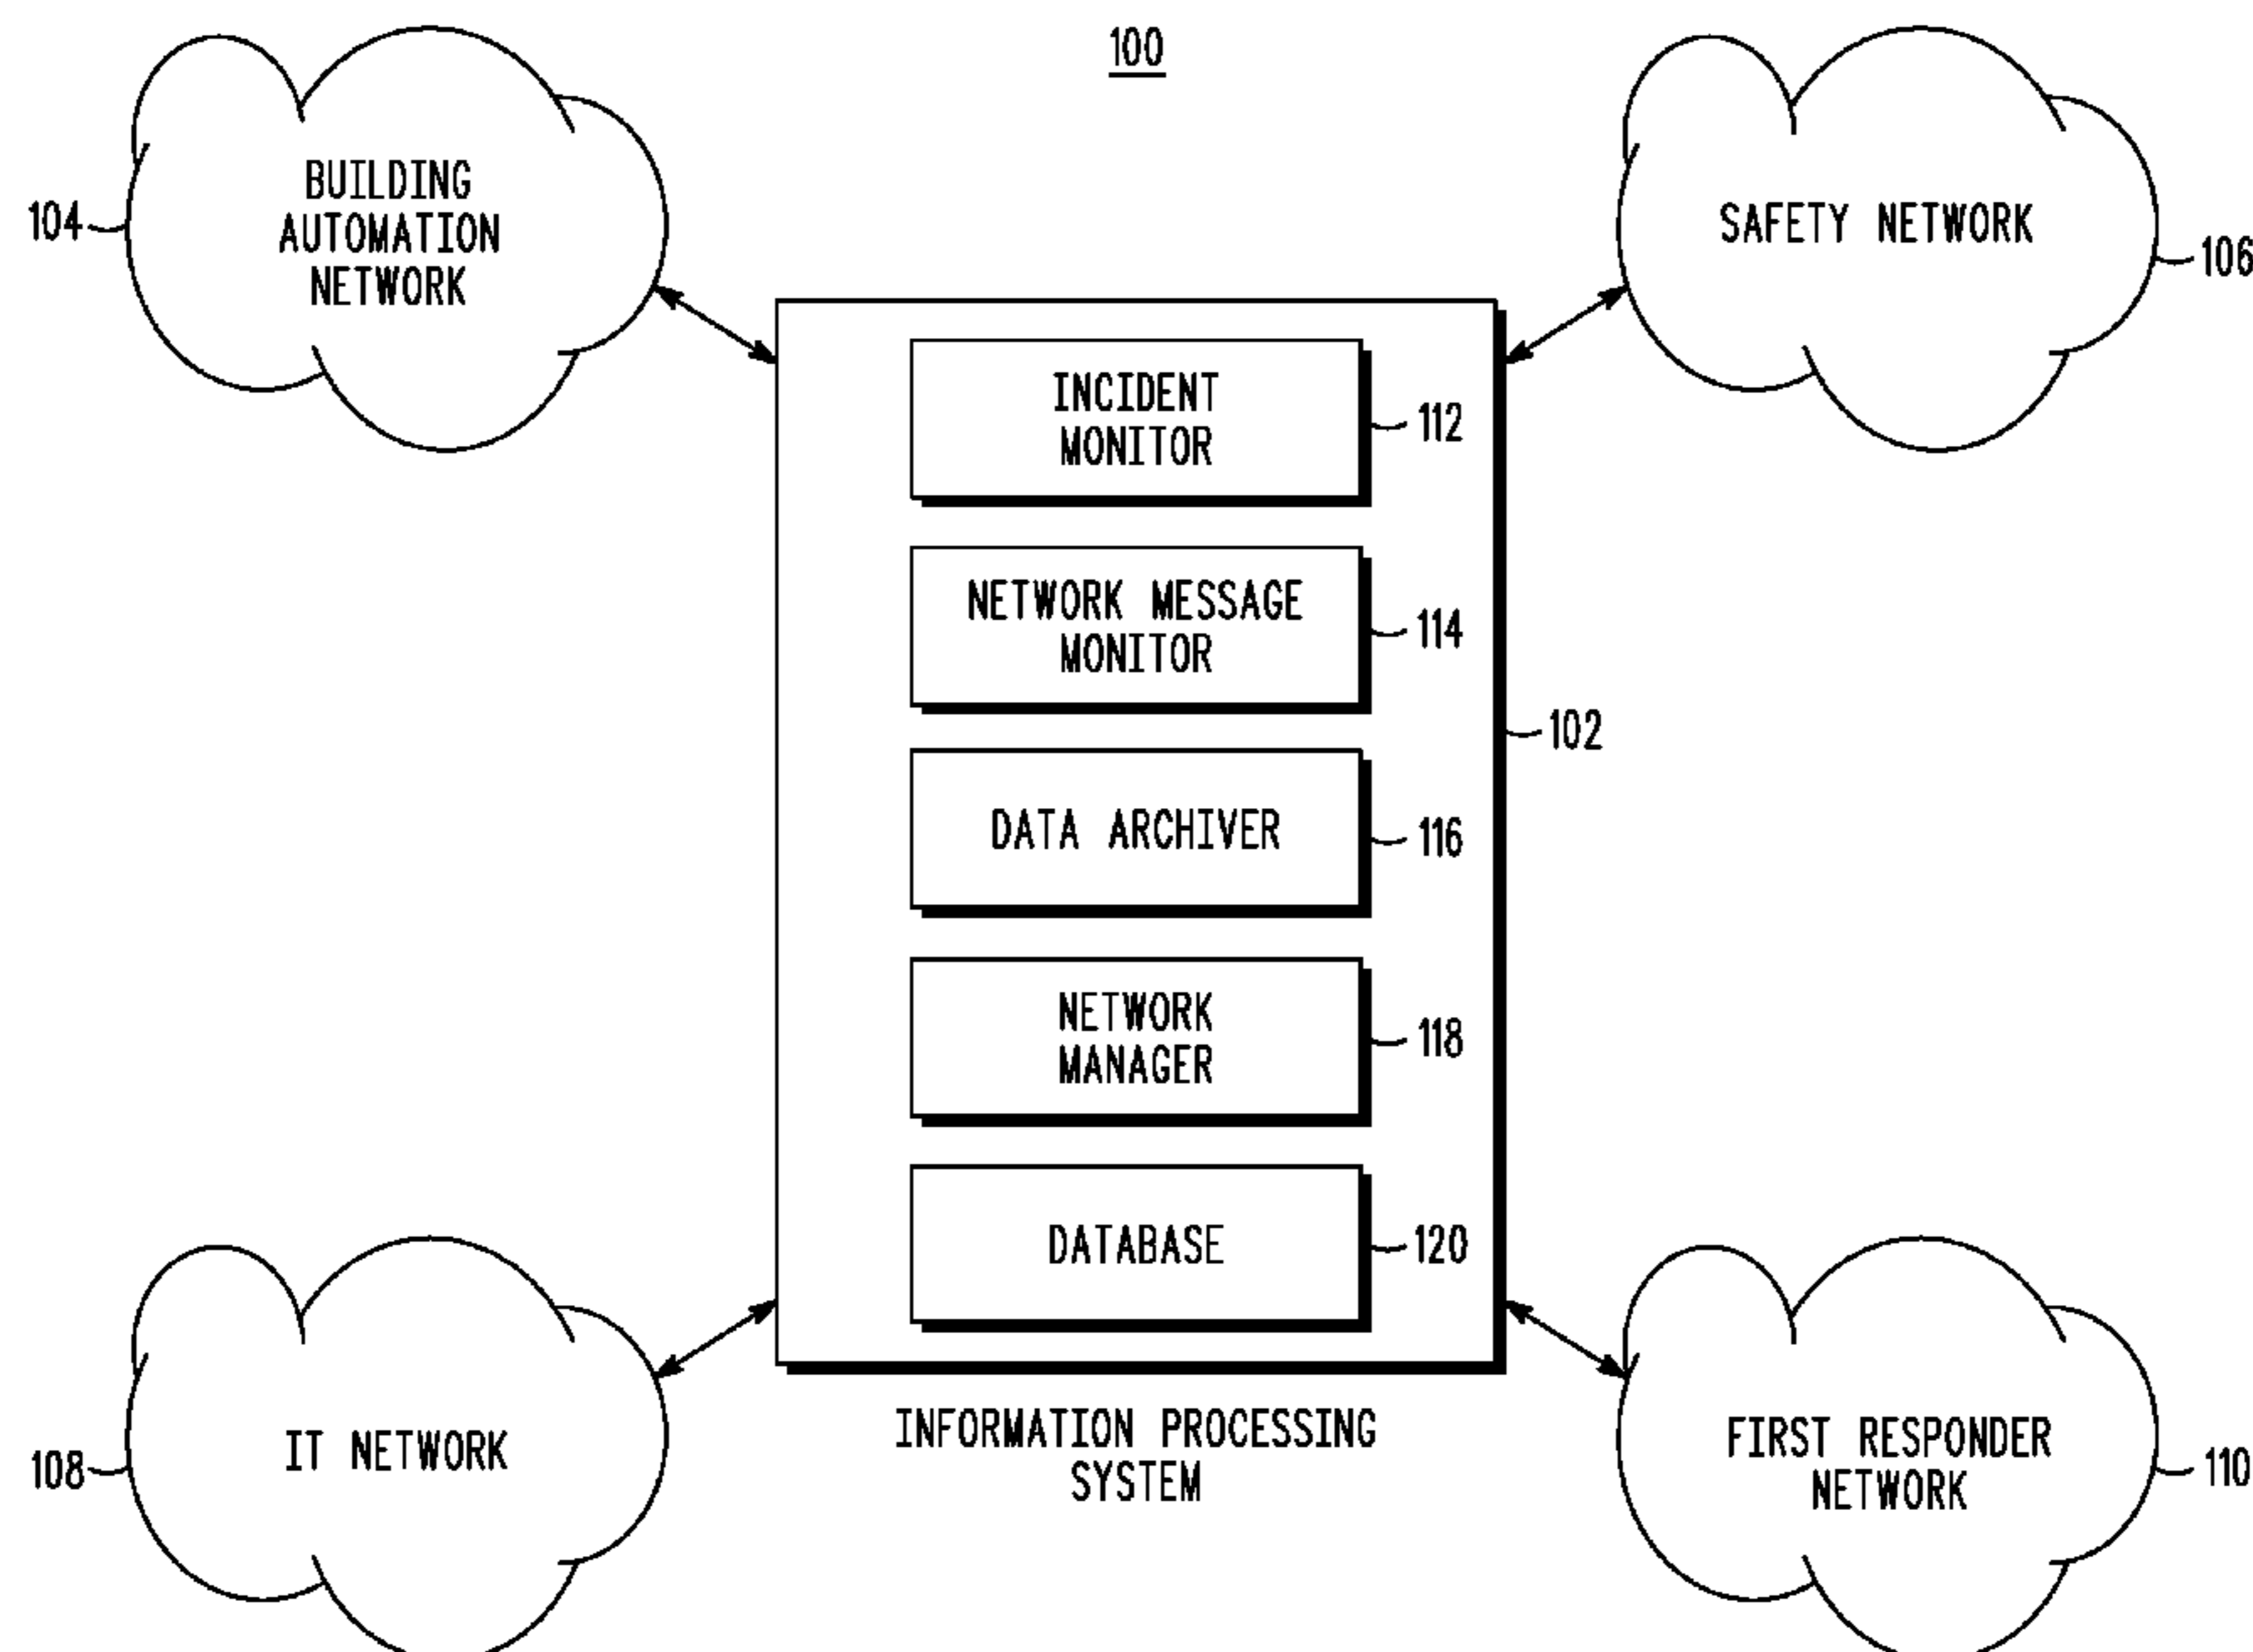 100
BUILDING
AUTOMATION
NETWORK
104
SAFETY NETWORK
106
INCIDENT
MONITOR
112
NETWORK MESSAGE
MONITOR
114
102
DATA ARCHIVER
116
NETWORK
MANAGER
118
DATABASE
120
INFORMATION PROCESSING
SYSTEM
IT NETWORK
108
FIRST RESPONDER
NETWORK
110